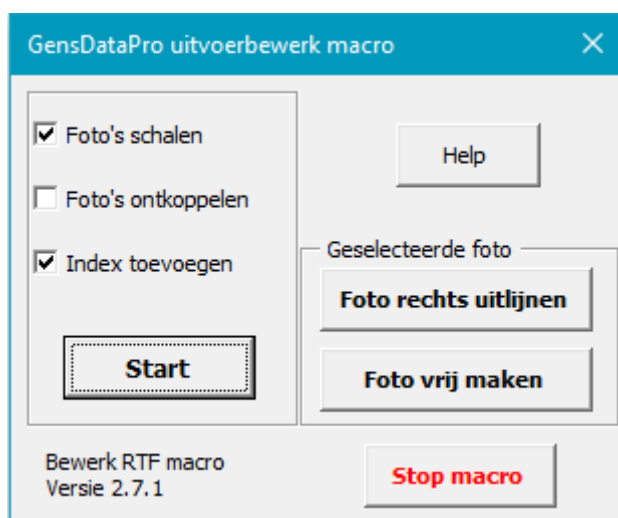 GensDataPro uitvoerbewerk macro
Foto's schalen
Foto's ontkoppelen
Index toevoegen
Start
Help
Geselecteerde foto
Foto rechts uitlijnen
Foto vrij maken
Bewerk RTF macro
Versie 2.7.1
Stop macro